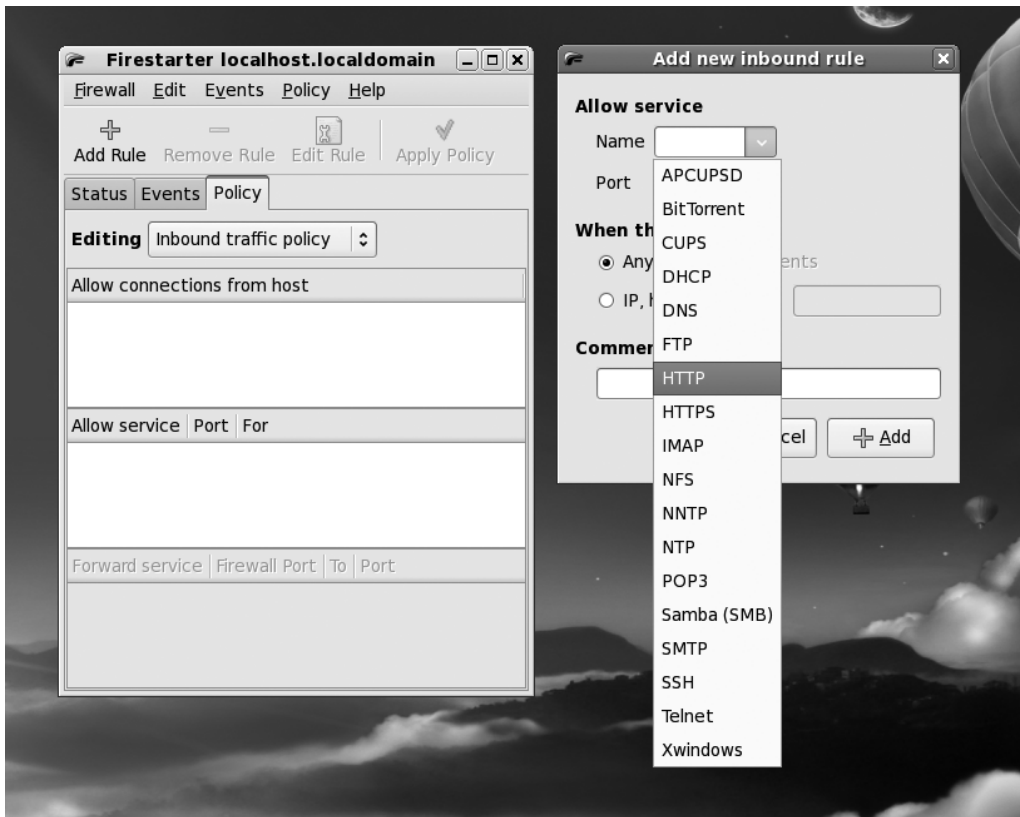 Firestarter localhost.localdomain
Firewall Edit Events Policy Help
Add Rule Remove Rule Edit Rule Apply Policy
Status Events Policy
Editing Inbound traffic policy
Allow connections from host
Allow service Port For
Forward service Firewall Port To Port
Add new inbound rule
Allow service
Name
Port
When th
Any ents
IP, h
Commen
cel Add
APCUPSD
BitTorrent
CUPS
DHCP
DNS
FTP
HTTP
HTTPS
IMAP
NFS
NNTP
NTP
POP3
Samba (SMB)
SMTP
SSH
Telnet
Xwindows